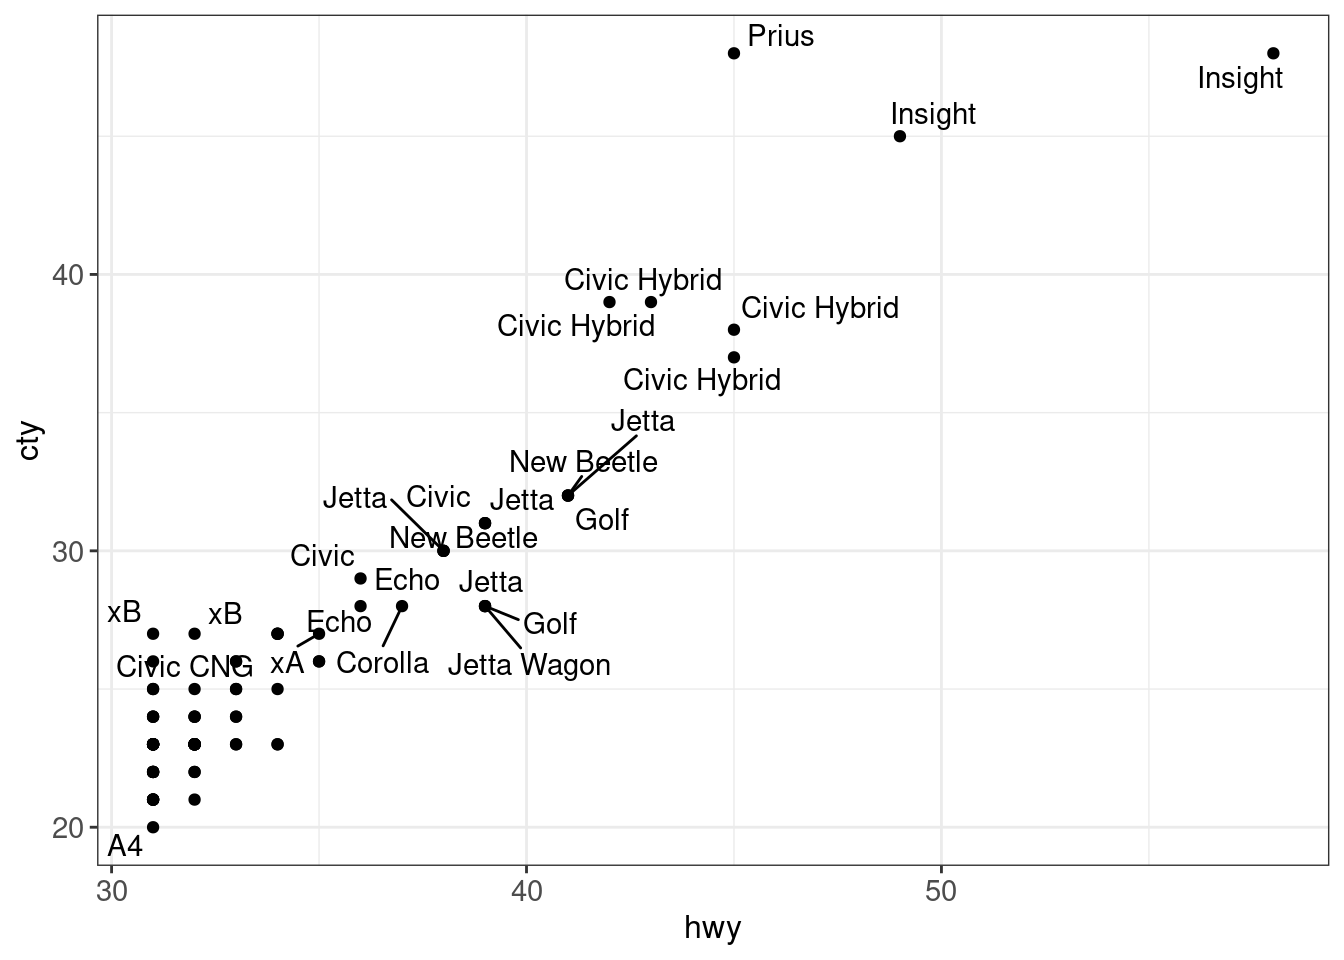 Prius
Insight
Insight
40
Civic Hybrid
Civic Hybrid
Civic Hybrid
Civic Hybrid
Jetta
New Beetle
Jetta
Civic
Jetta
Golf
New Beetle
30
Civic
Echo
Jetta
xB
xB
Echo
Golf
Civic CNG
xA
Corolla
Jetta Wagon
20
A4
30
40
50
hwy
cty